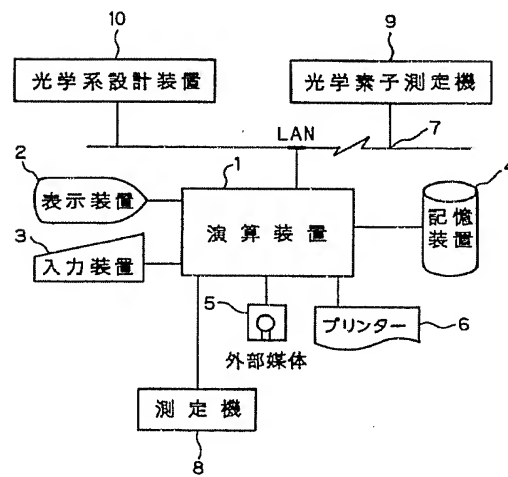 10
9
光学系設計装置
光学素子測定機
LAN
7
2
1
4
表示装置
演算装置
記憶
装置
3
入力装置
5
プリンター
6
外部媒体
測定機
8